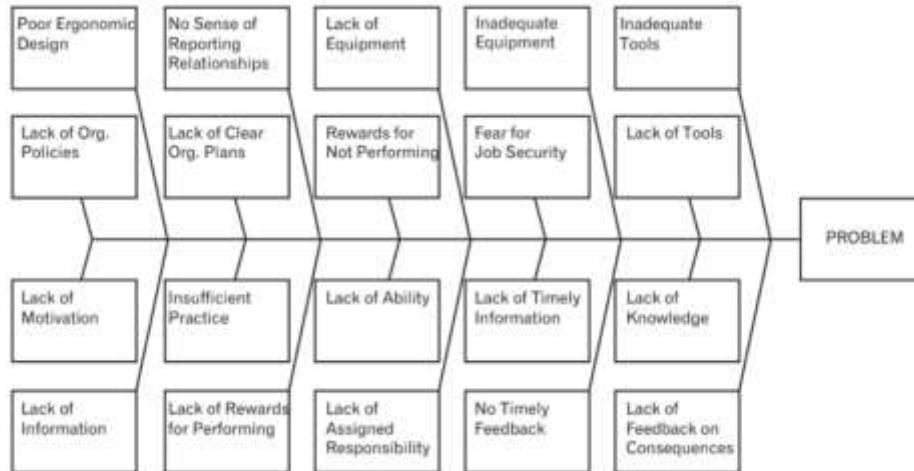 Poor Ergonomic
Design
No Sense of
Reporting
Relationships
Lack of
Equipment
Inadequate
Equipment
Inadequate
Tools
Lack of Org.
Policies
Lack of Clear
Org. Plans
Rewards for
Not Performing
Fear for
Job Security
Lack of Tools
PROBLEM
Lack of
Motivation
Insufficient
Practice
Lack of Ability
Lack of Timely
Information
Lack of
Knowledge
Lack of
Information
Lack of Rewards
for Performing
Lack of
Assigned
Responsibility
No Timely
Feedback
Lack of
Feedback on
Consequences